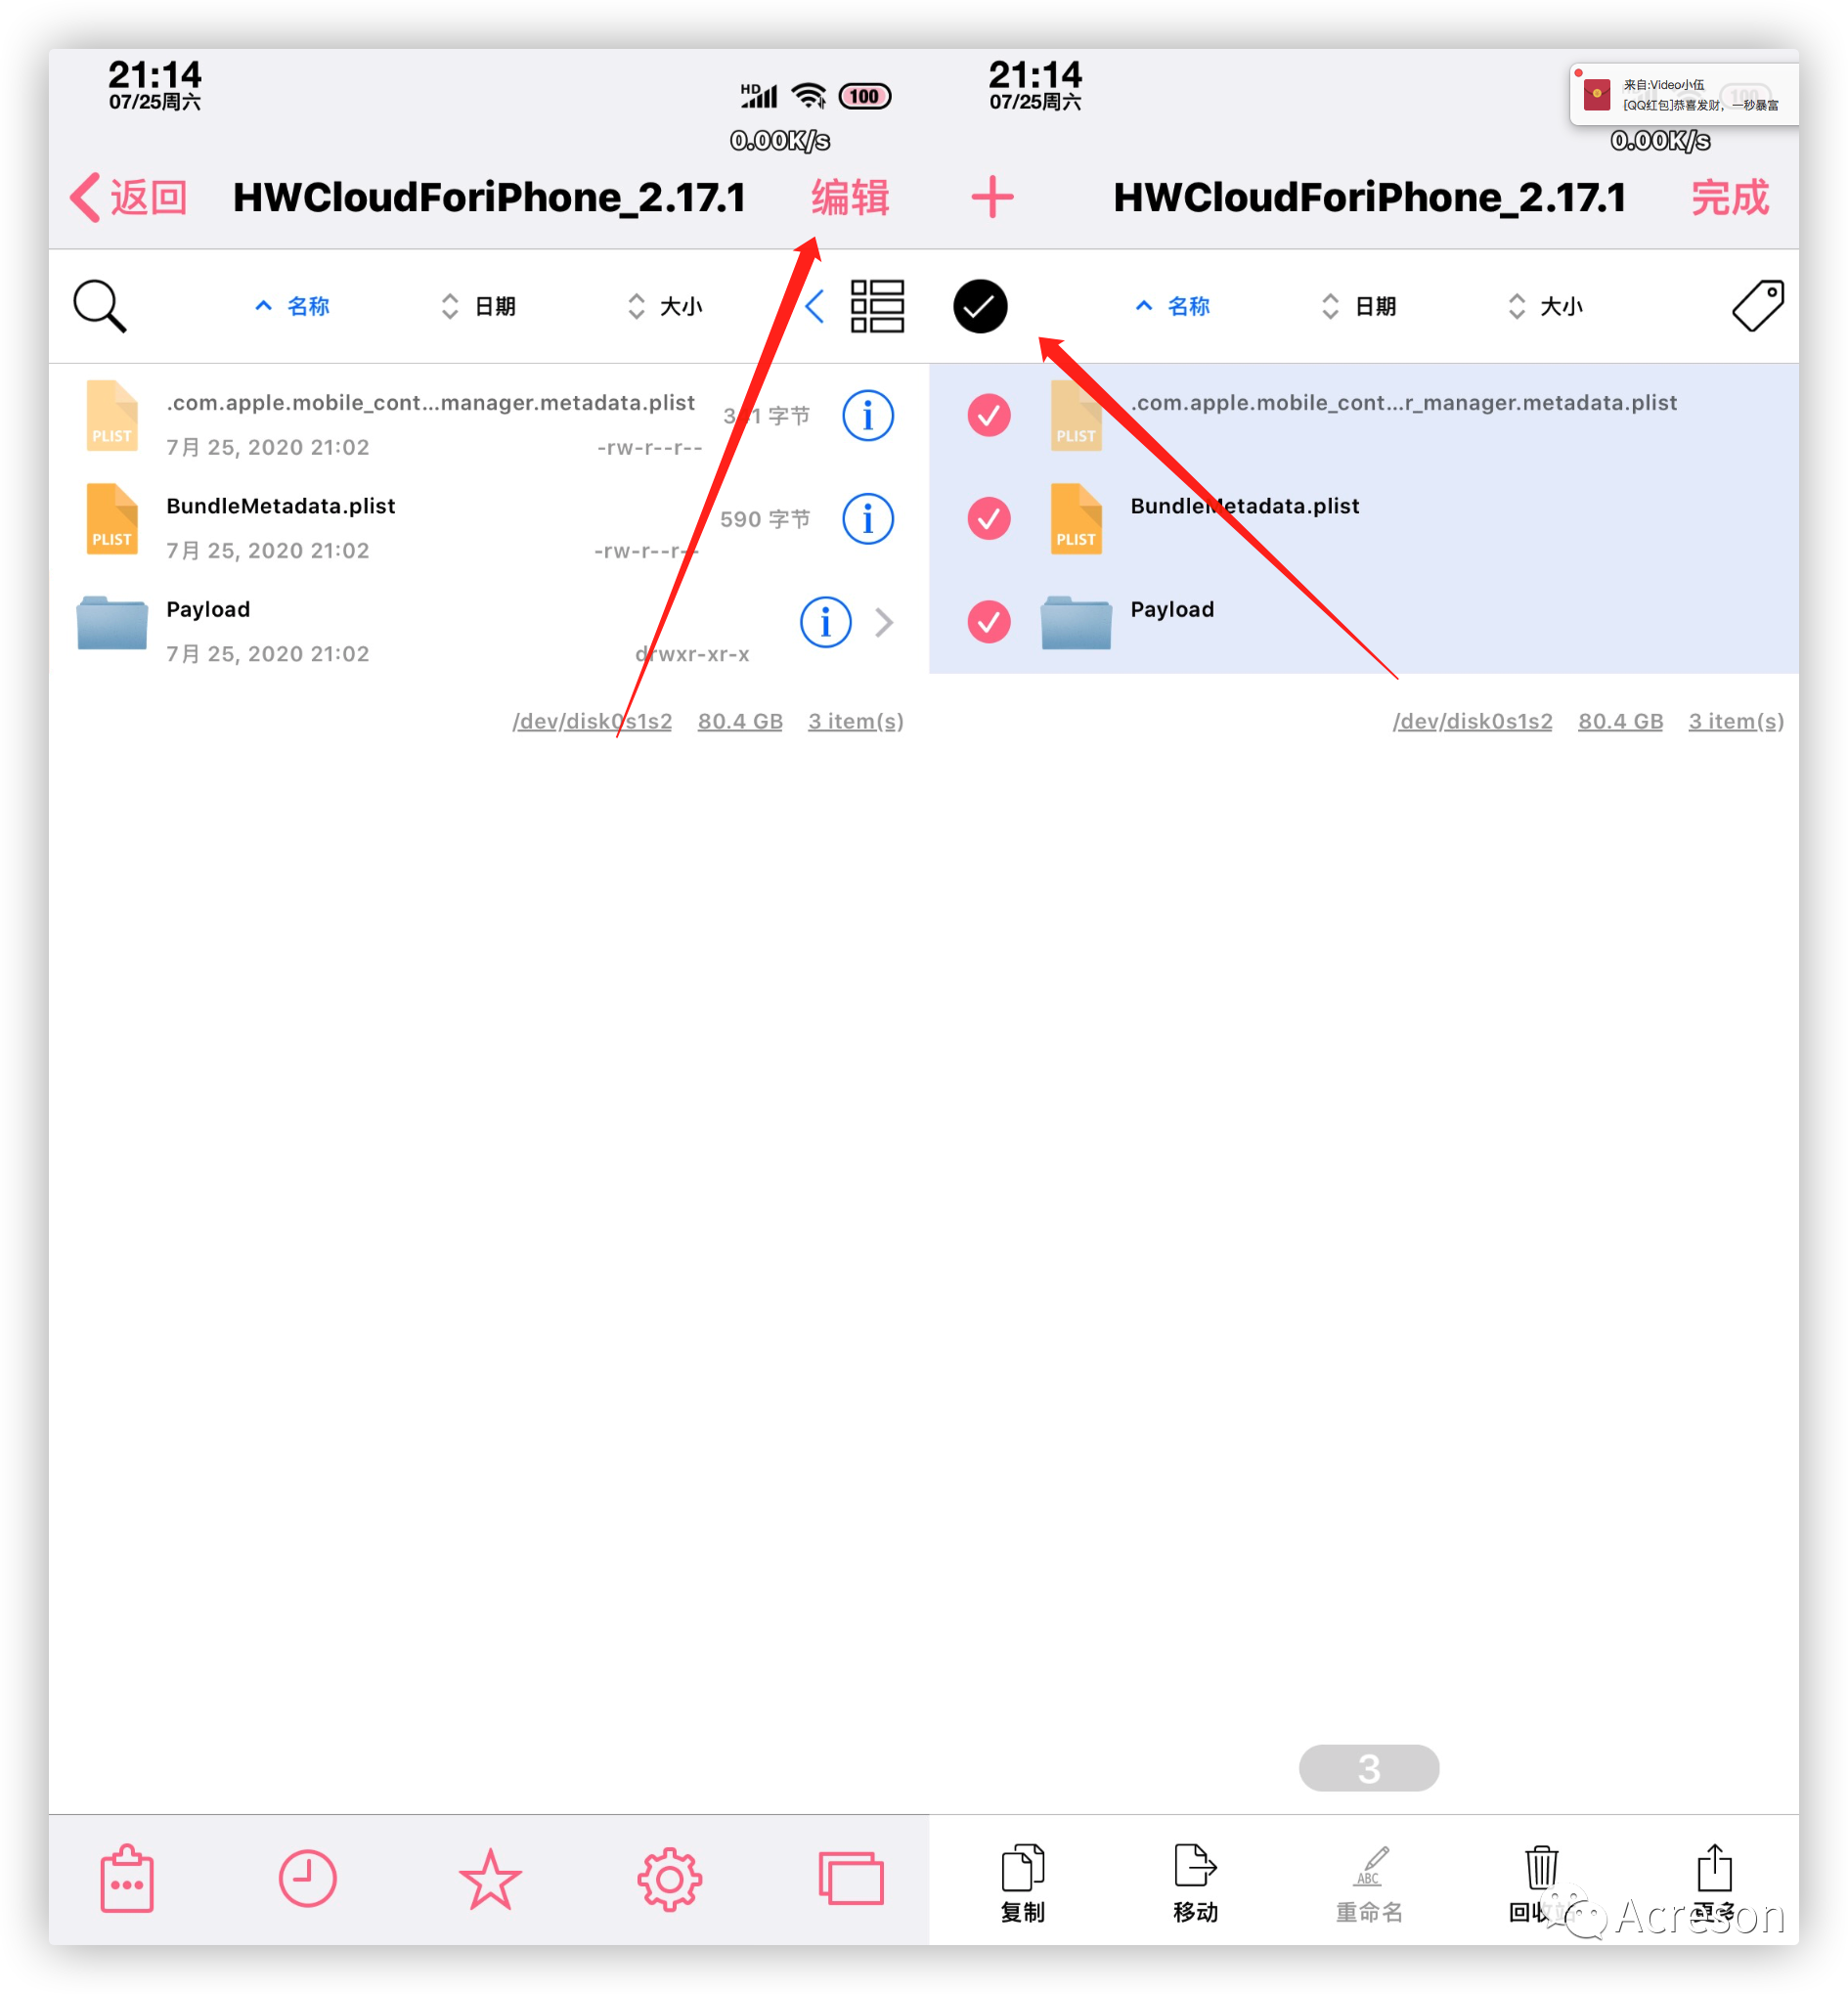 21:14
07/25周六
HD
100
0.00K/s
返回
HWCloudForiPhone_2.17.1
编辑
名称
日期
大小
PLIST
.com.apple.mobile_cont...manager.metadata.plist
字节
7月 25, 2020 21:02
-rw-r--r--
PLIST
BundleMetadata.plist
590 字节
7月 25, 2020 21:02
-rw-r--r--
Payload
7月 25, 2020 21:02
drwxr-xr-x
/dev/disk0s1s2
80.4 GB
3 item(s)
21:14
07/25周六
来自:Video小伍
[QQ红包]恭喜发财，一秒暴富
100
0.00K/s
HWCloudForiPhone_2.17.1
完成
名称
日期
大小
PLIST
.com.apple.mobile_cont...r_manager.metadata.plist
PLIST
BundleMetadata.plist
Payload
/dev/disk0s1s2
80.4 GB
3 item(s)
3
复制
移动
ABC
重命名
回收站
更多
Acreson